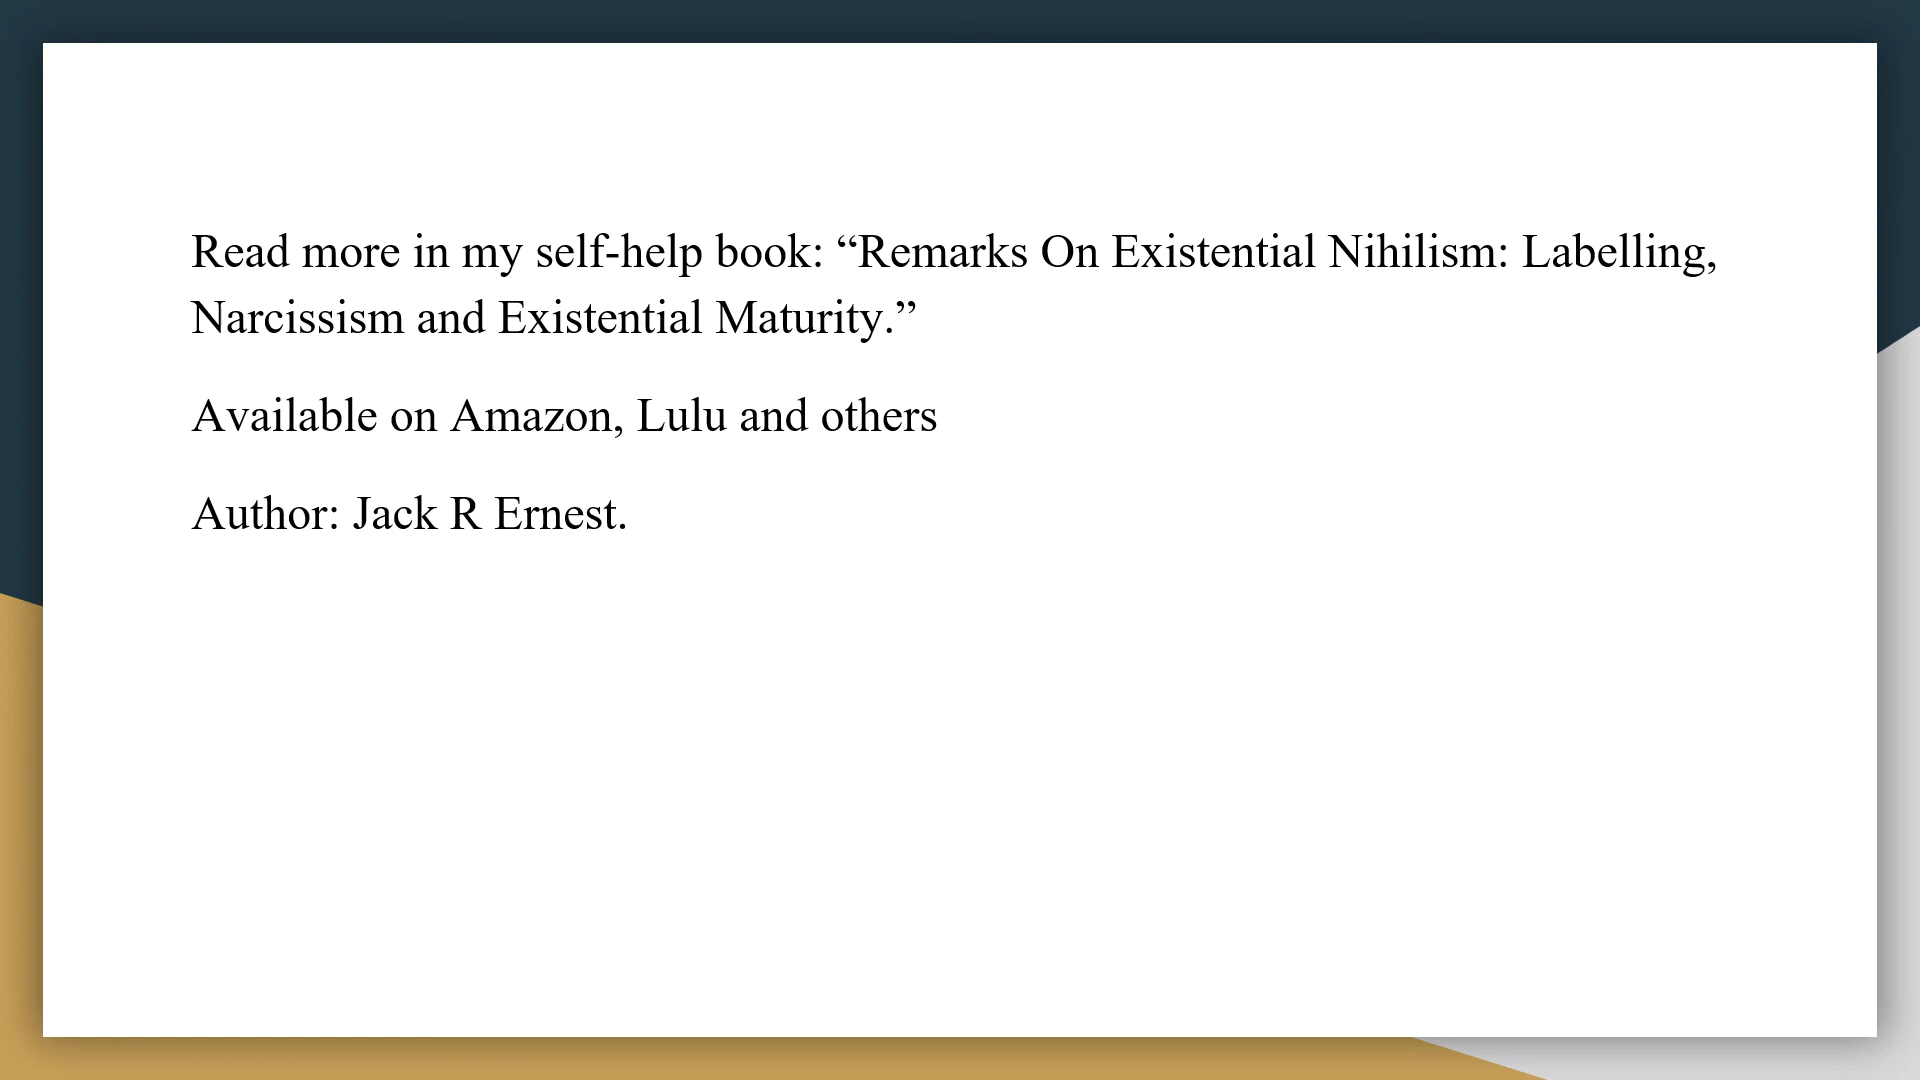 Read more in my self-help book: “Remarks On Existential Nihilism: Labelling,
Narcissism and Existential Maturity.”
Available on Amazon, Lulu and others
Author: Jack R Ernest.